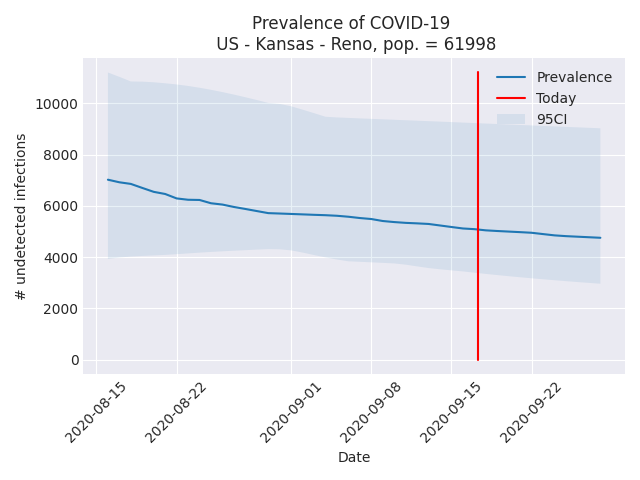 Prevalence of COVID-19
US - Kansas - Reno, pop. = 61998
Prevalence
Today
95CI
10000
8000
6000
4000
2000
0
# undetected infections
2020-08-15
2020-08-22
2020-09-01
2020-09-08
2020-09-15
2020-09-22
Date